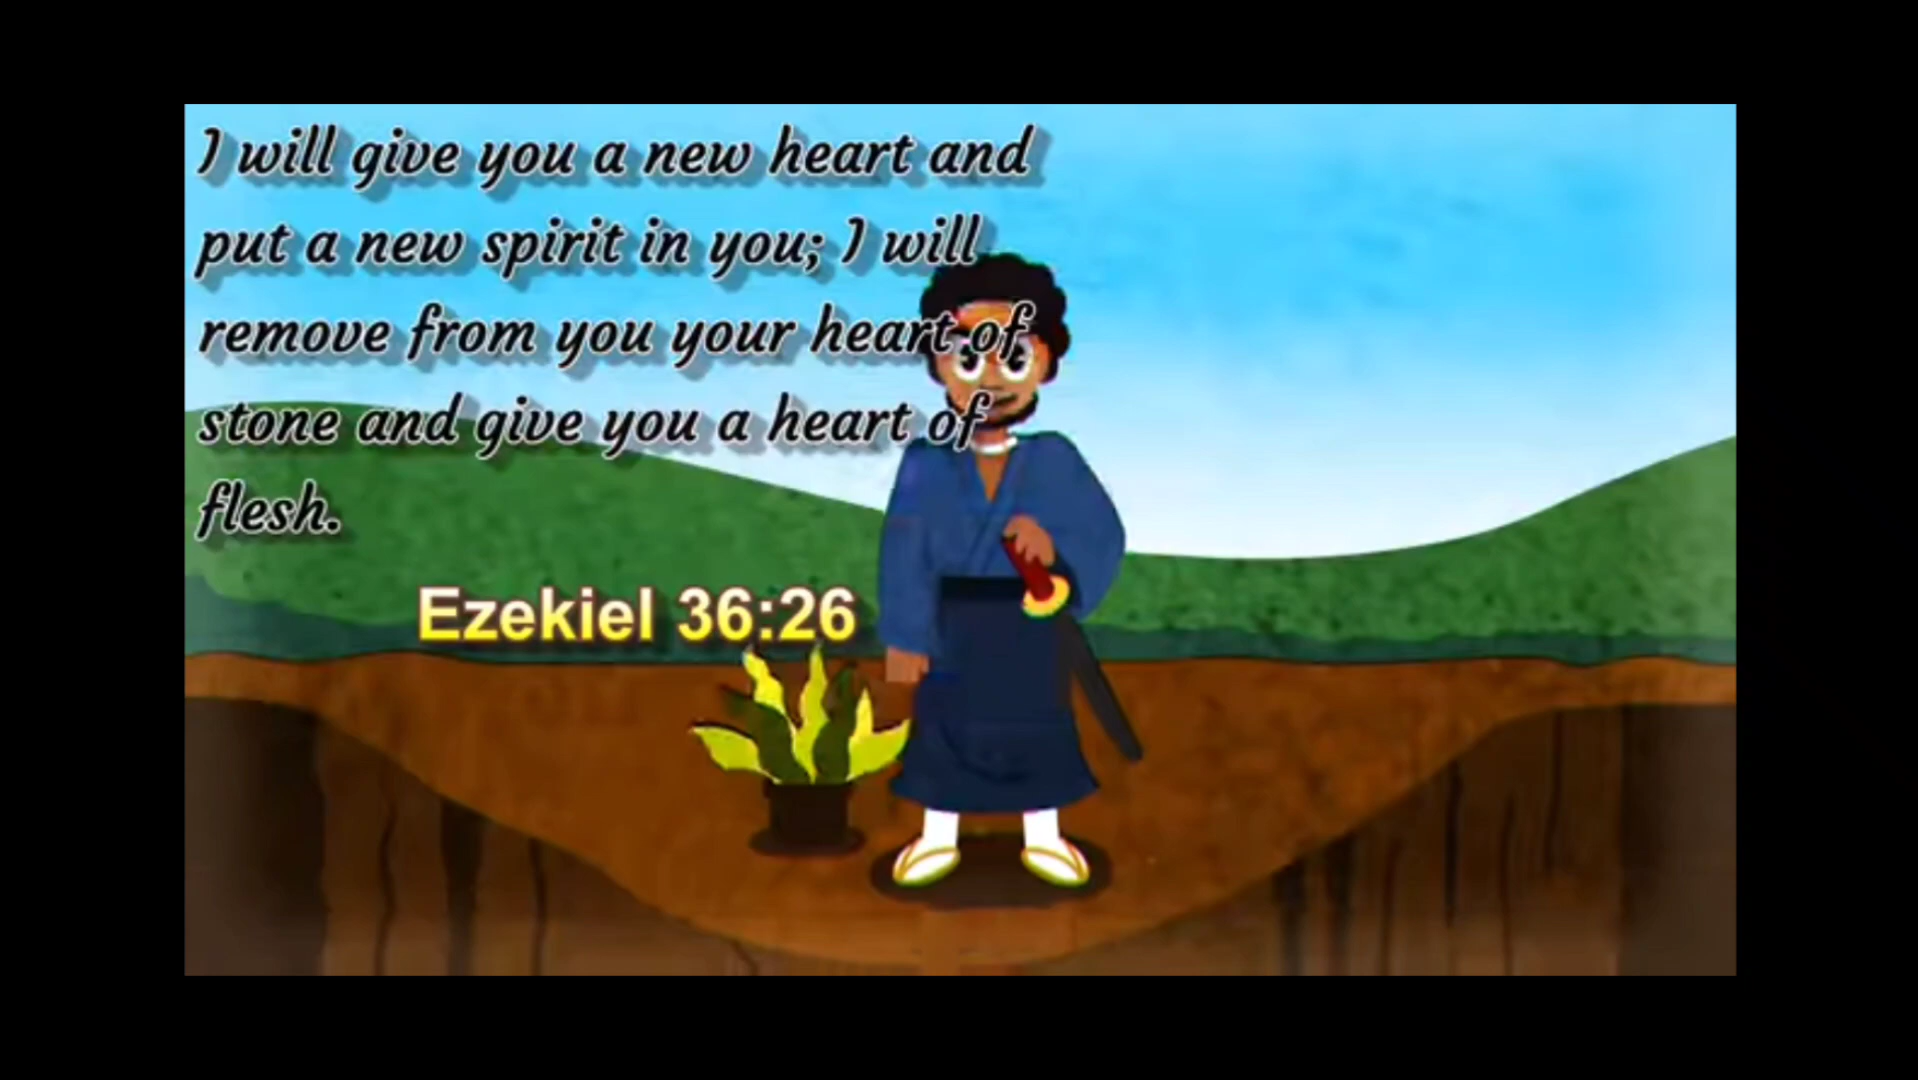 I will give you a new heart and
put a new spirit in you; I will
remove from you your heart of
stone and give you a heart of
flesh.
Ezekiel 36:26